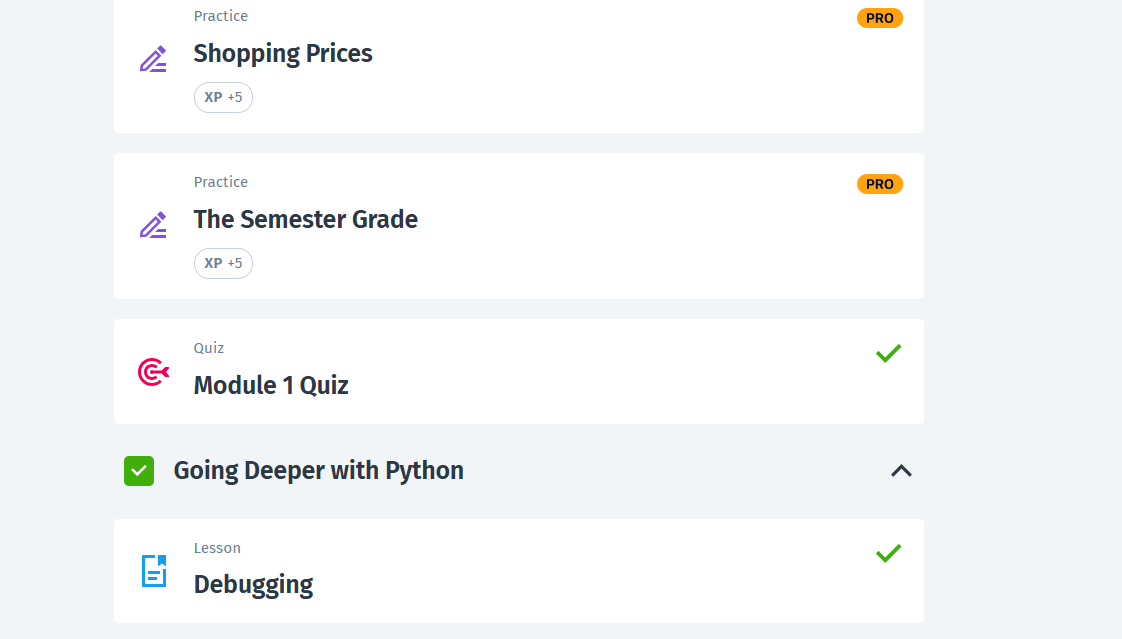 Practice
PRO
Shopping Prices
XP +5
Practice
PRO
The Semester Grade
XP +5
Quiz
Module 1 Quiz
Going Deeper with Python
Lesson
Debugging